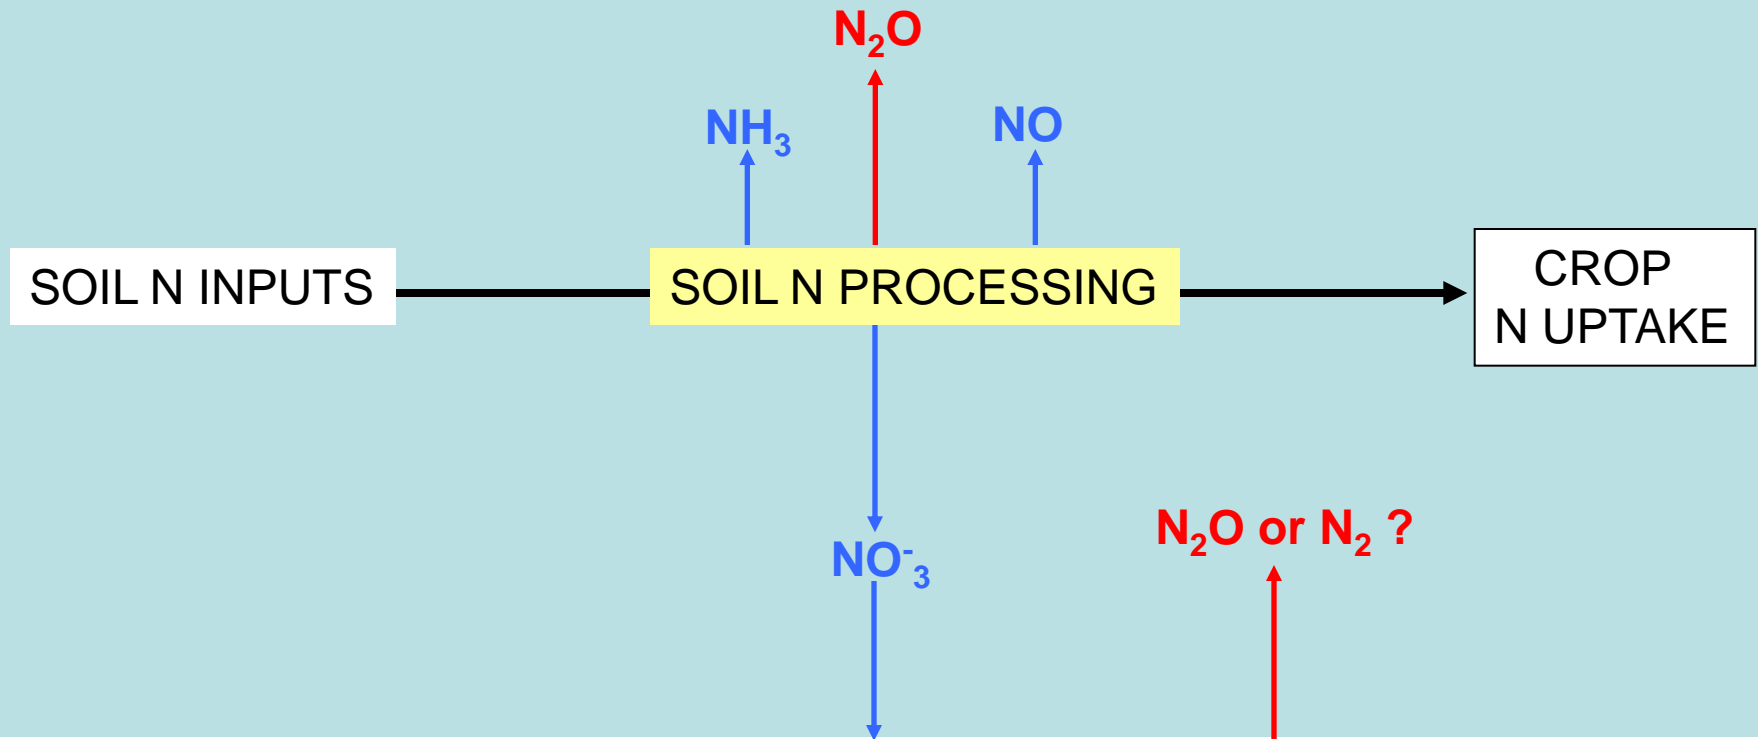 N₂O
NH₃
NO
SOIL N INPUTS
SOIL N PROCESSING
CROP
N UPTAKE
N₂O or N₂ ?
NO⁻₃